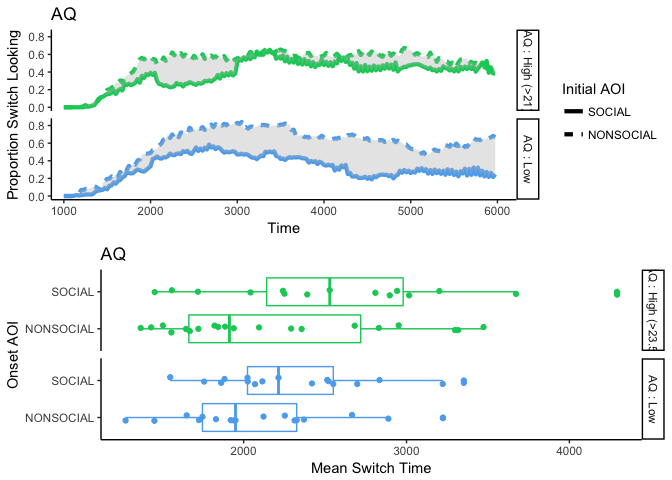 AQ
Proportion Switch Looking
0.8
0.6
0.4
0.2
0.0
AQ : High (>21
0.8
0.6
0.4
0.2
0.0
AQ : Low
1000 2000 3000 4000 5000 6000
Time
Initial AOI
SOCIAL
NONSOCIAL
AQ
Onset AOI
SOCIAL
NONSOCIAL
AQ : High (>23.5
SOCIAL
NONSOCIAL
AQ : Low
2000 3000 4000
Mean Switch Time